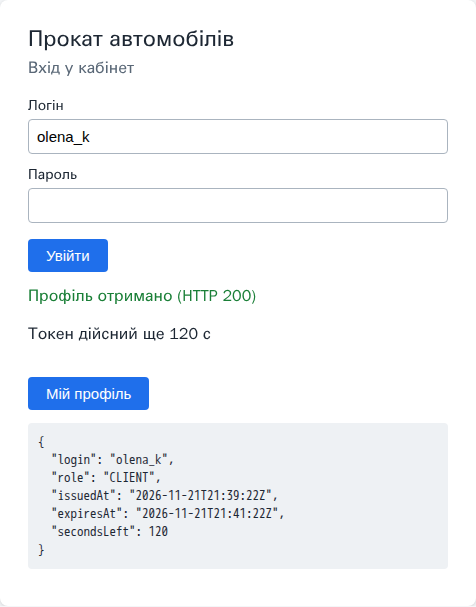 Прокат автомобілів
Вхід у кабінет
Логін
olena_k
Пароль
Увійти
Профіль отримано (HTTP 200)
Токен дійсний ще 120 с
Мій профіль
{
  "login": "olena_k",
  "role": "CLIENT",
  "issuedAt": "2026-11-21T21:39:22Z",
  "expiresAt": "2026-11-21T21:41:22Z",
  "secondsLeft": 120
}